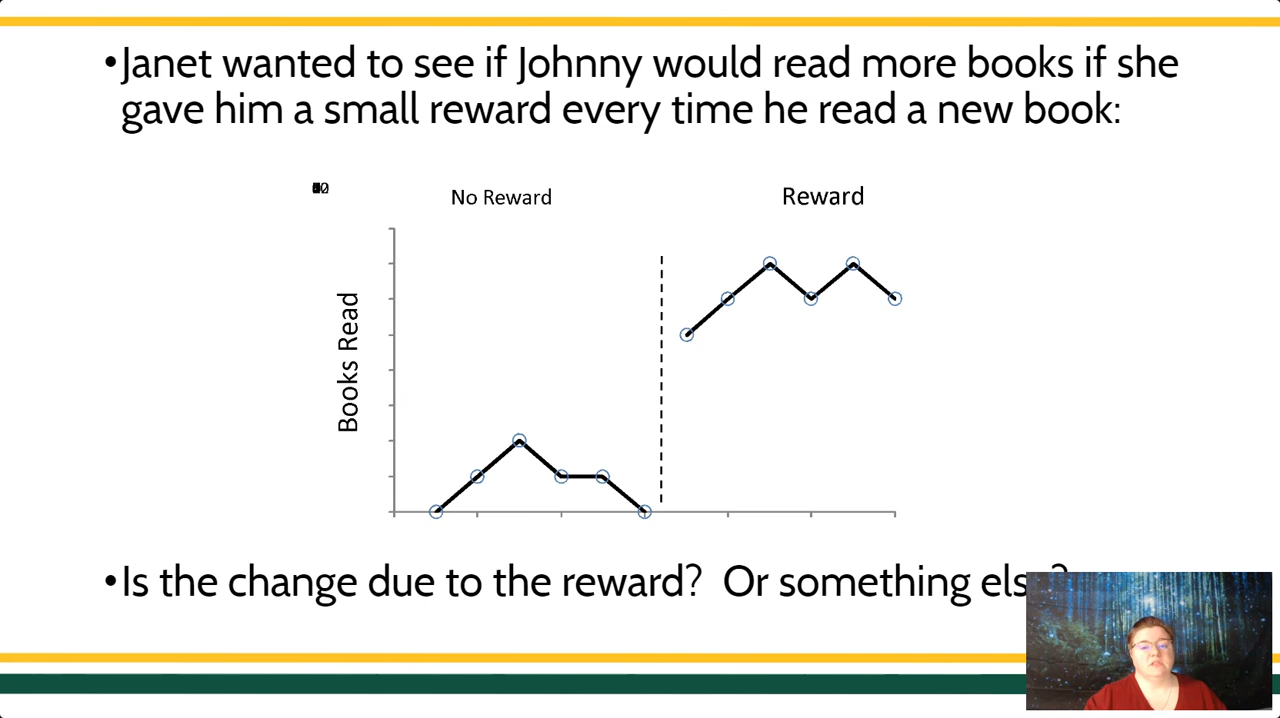 •Janet wanted to see if Johnny would read more books if she
gave him a small reward every time he read a new book:
No Reward
Reward
Books Read
•Is the change due to the reward? Or something